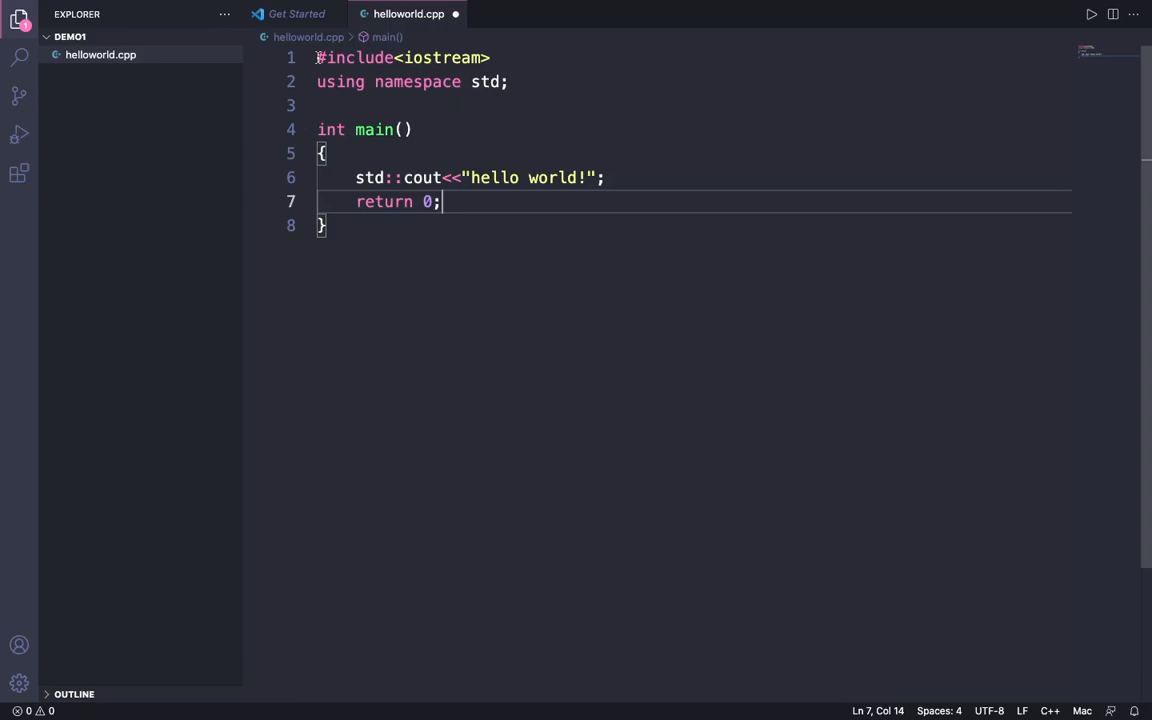 EXPLORER
Get Started
helloworld.cpp
DEMO1
helloworld.cpp > main()
helloworld.cpp
1 #include<iostream>
2 using namespace std;
3
4 int main()
5 {
6 std::cout<<"hello world!";
7 return 0;
8 }
1
OUTLINE
0 0
Ln 7, Col 14
Spaces: 4
UTF-8
LF
C++
Mac